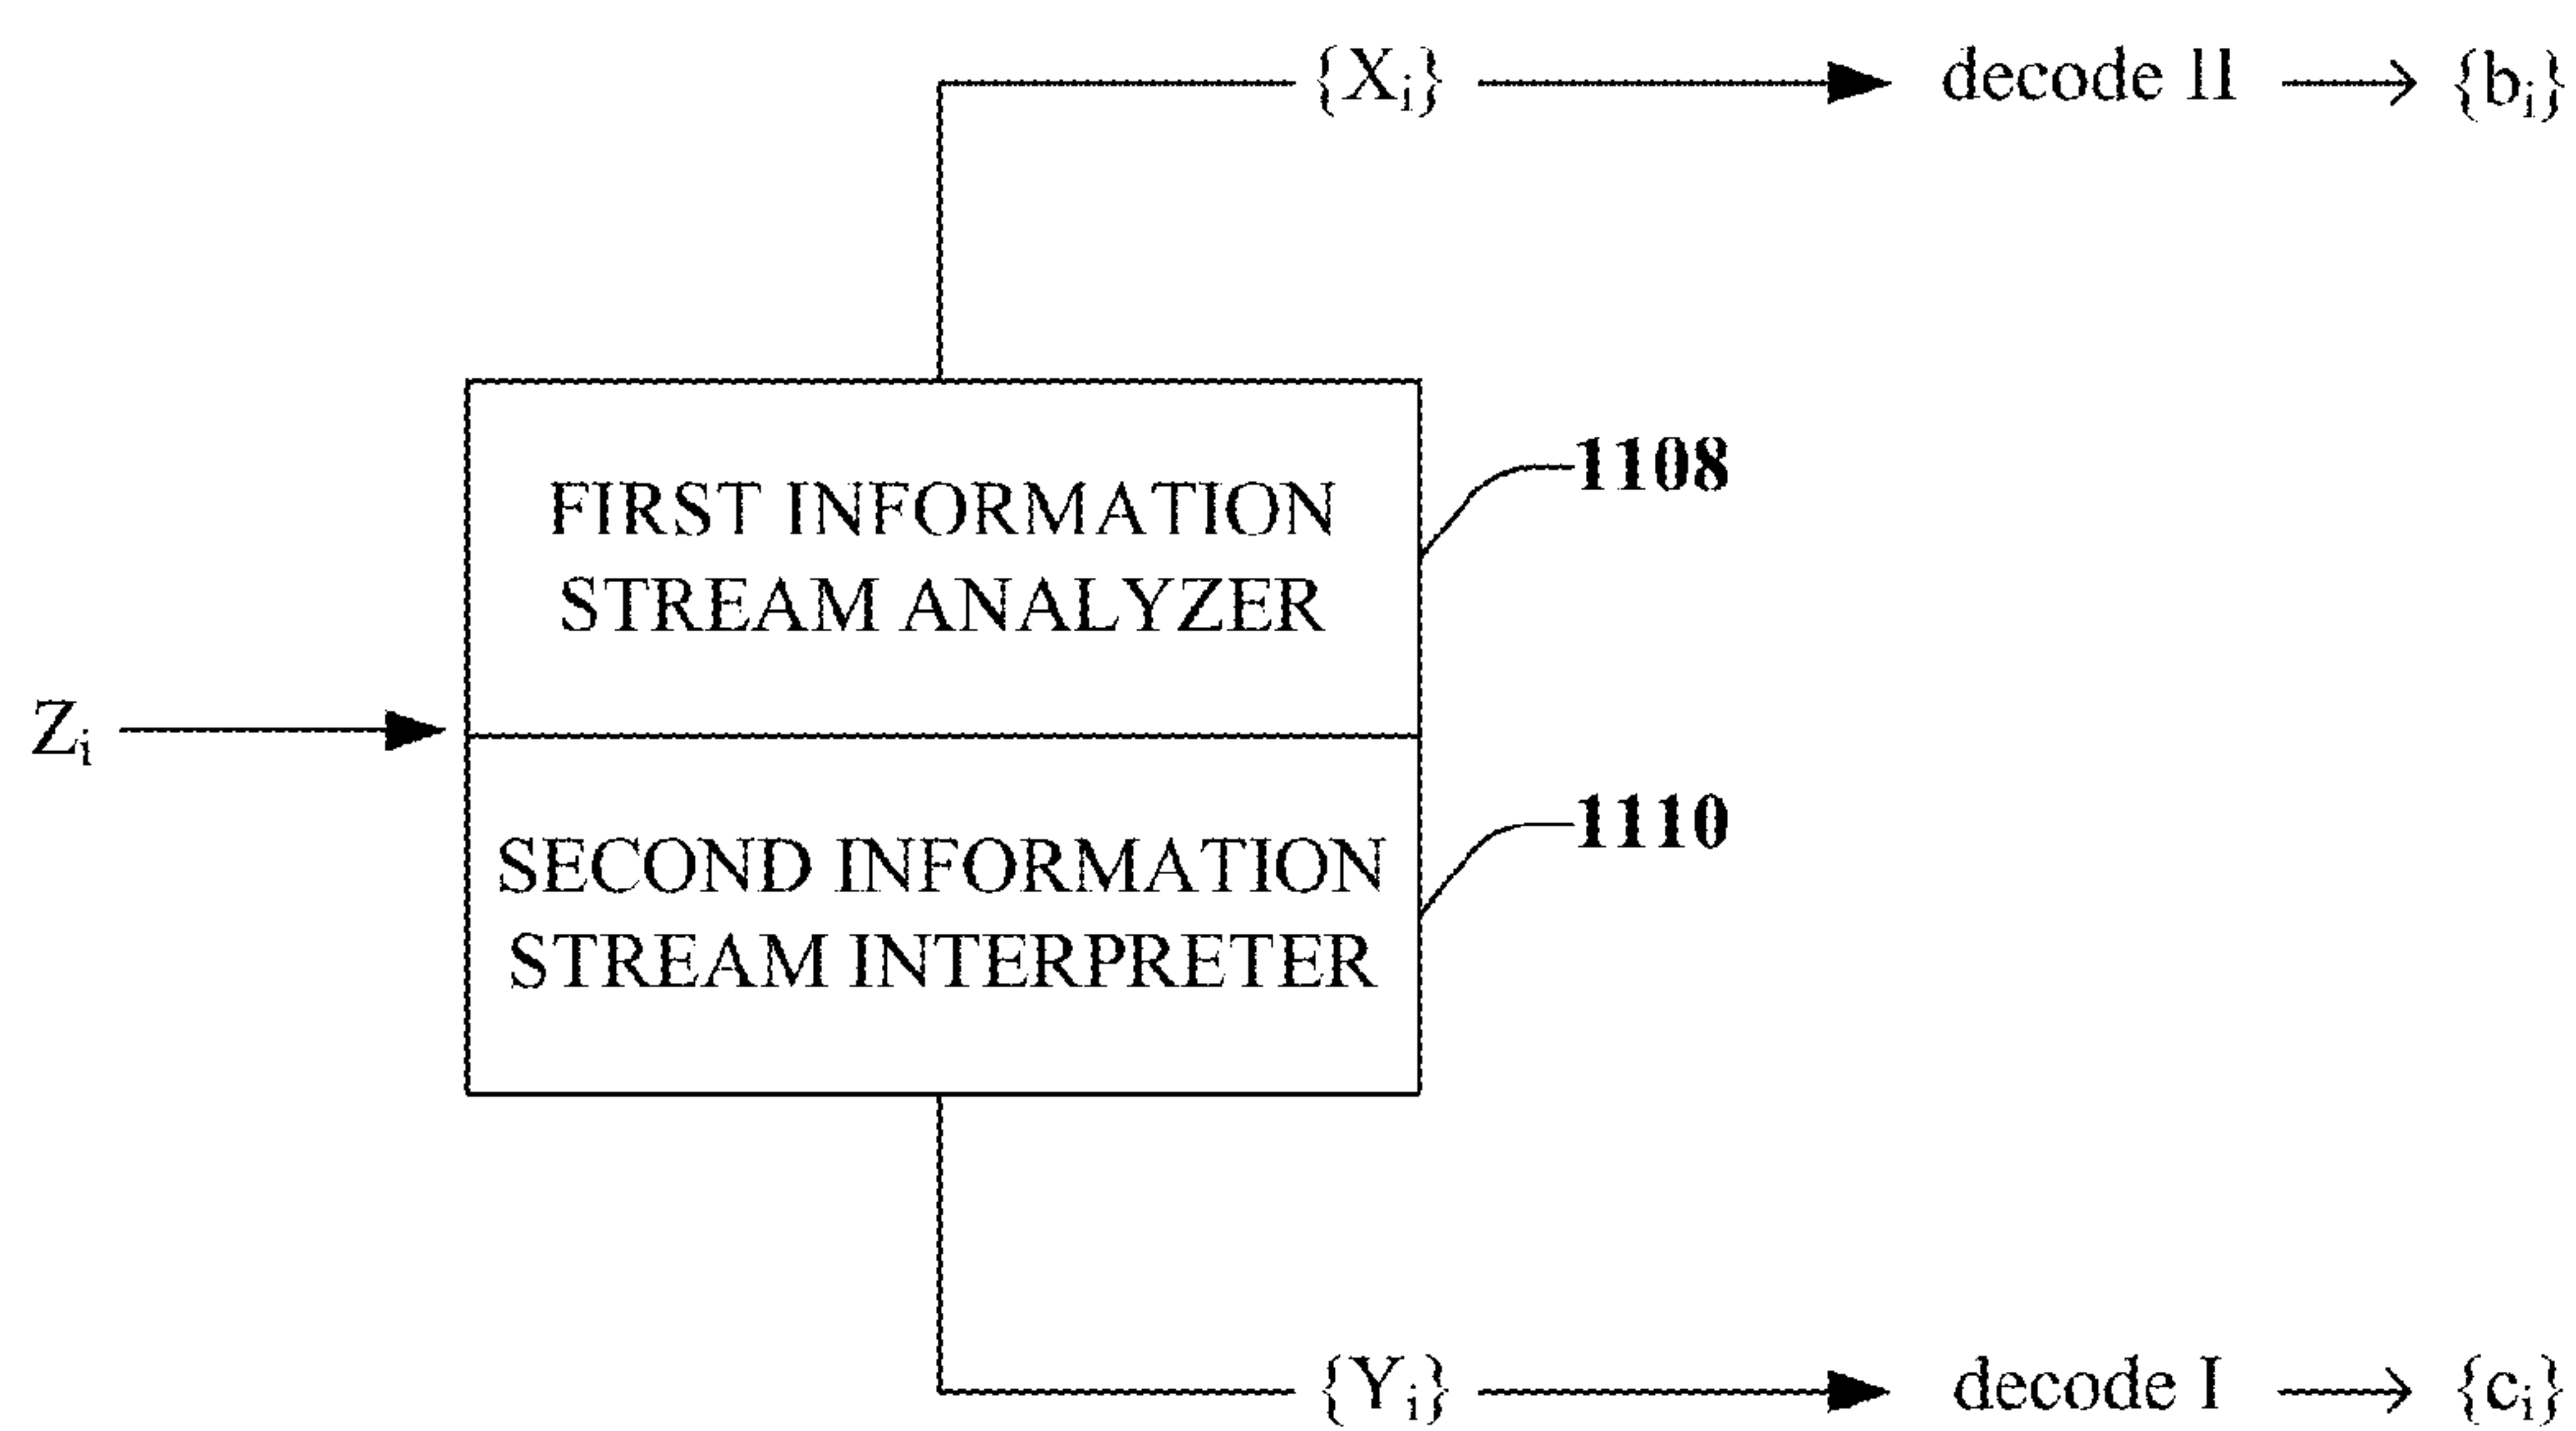 {Xᵢ} decode II {bᵢ}
1108
FIRST INFORMATION
STREAM ANALYZER
Zᵢ
1110
SECOND INFORMATION
STREAM INTERPRETER
{Yᵢ} decode I {cᵢ}